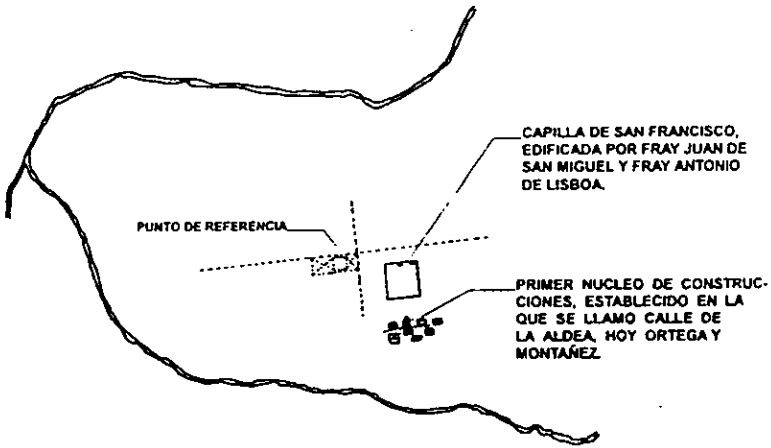 CAPILLA DE SAN FRANCISCO,
EDIFICADA POR FRAY JUAN DE
SAN MIGUEL Y FRAY ANTONIO
DE LISBOA.
PUNTO DE REFERENCIA
PRIMER NUCLEO DE CONSTRUC-
CIONES, ESTABLECIDO EN LA
QUE SE LLAMO CALLE DE
LA ALDEA, HOY ORTEGA Y
MONTAÑEZ